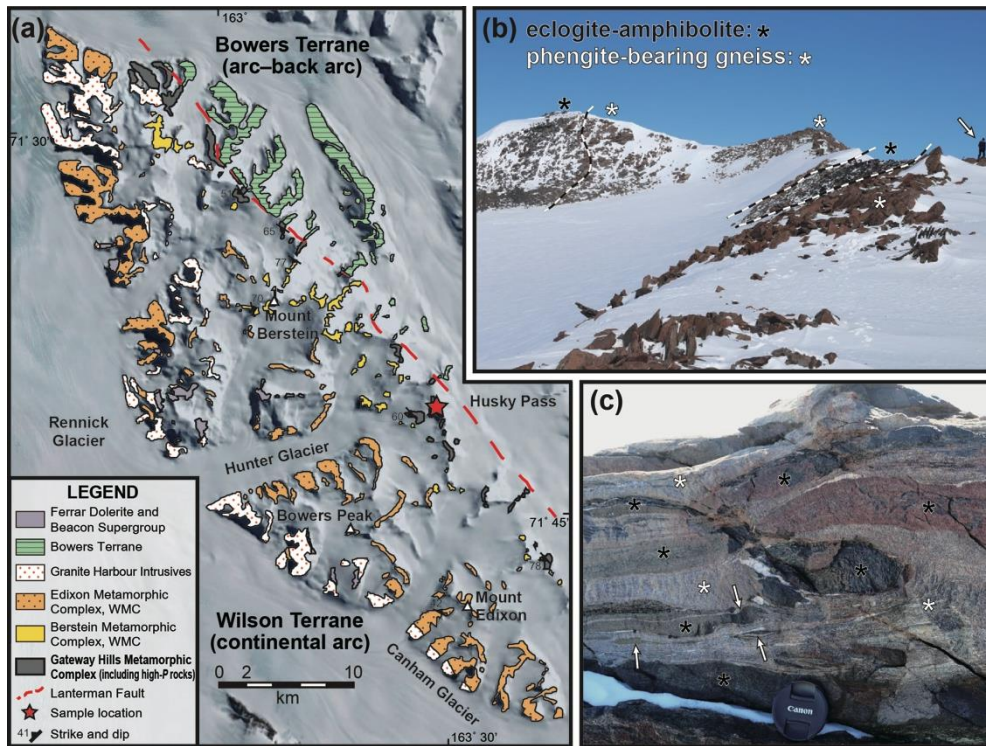 (a)
163°
Bowers Terrane
(arc–back arc)
71° 30'
65
77
70
Mount
Berstein
Rennick
Glacier
60
Husky Pass
Hunter Glacier
Bowers Peak
71° 45'
78
Mount
Edixon
Wilson Terrane
(continental arc)
Canham Glacier
0 2 10
km
163° 30'
LEGEND
Ferrar Dolerite and
Beacon Supergroup
Bowers Terrane
Granite Harbour Intrusives
Edixon Metamorphic
Complex, WMC
Berstein Metamorphic
Complex, WMC
Gateway Hills Metamorphic
Complex (including high-P rocks)
Lanterman Fault
Sample location
41 Strike and dip
(b) eclogite-amphibolite: *
phengite-bearing gneiss: *
(c)
Canon